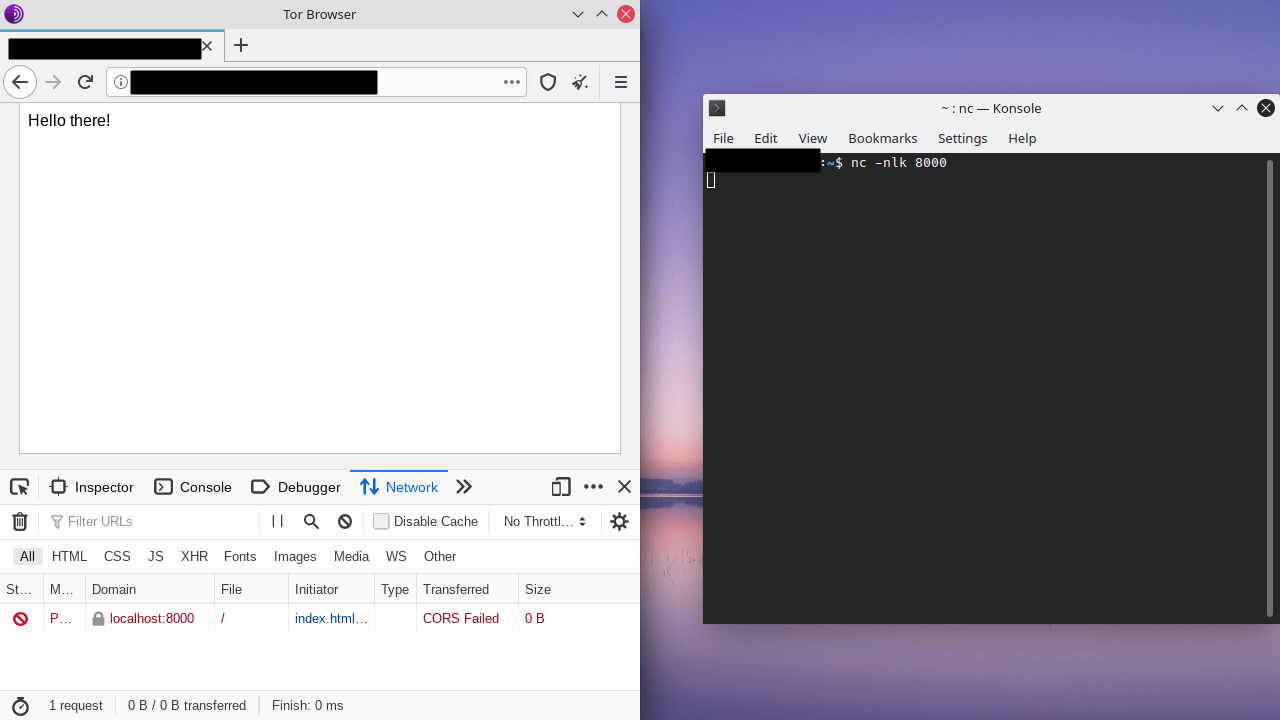 Tor Browser
Hello there!
Inspector
Console
Debugger
Network
Filter URLs
Disable Cache
No Throttl…
All HTML CSS JS XHR Fonts Images Media WS Other
St… M… Domain File Initiator Type Transferred Size
P… localhost:8000 / index.html… CORS Failed 0 B
1 request 0 B / 0 B transferred Finish: 0 ms
~ : nc — Konsole
File Edit View Bookmarks Settings Help
:~$ nc -nlk 8000